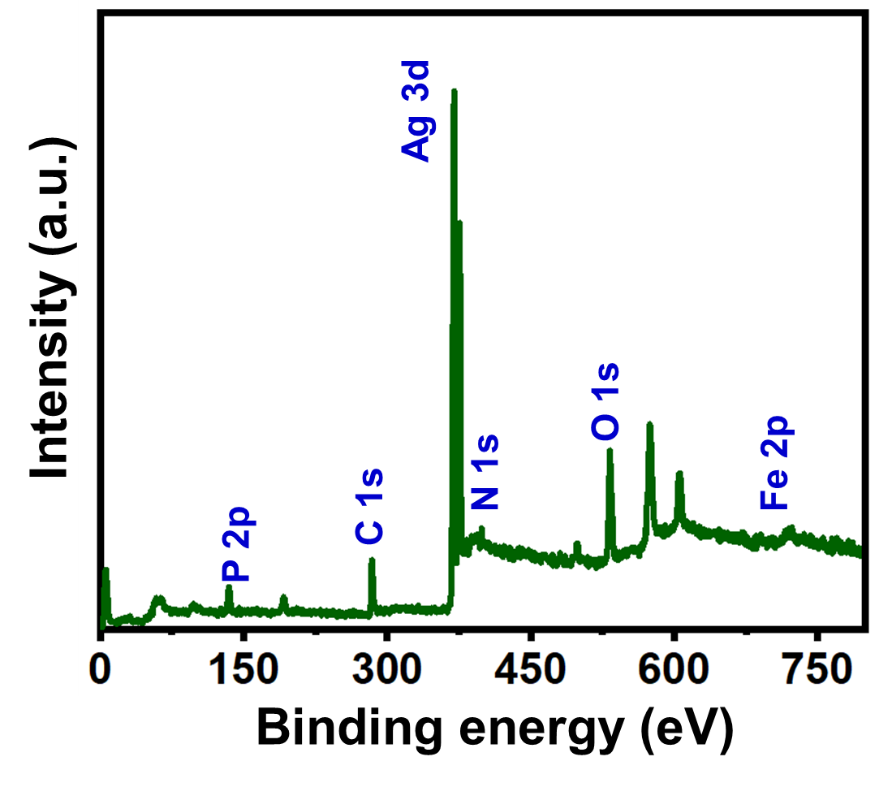 Intensity (a.u.)
P 2p
C 1s
Ag 3d
N 1s
O 1s
Fe 2p
0 150 300 450 600 750
Binding energy (eV)